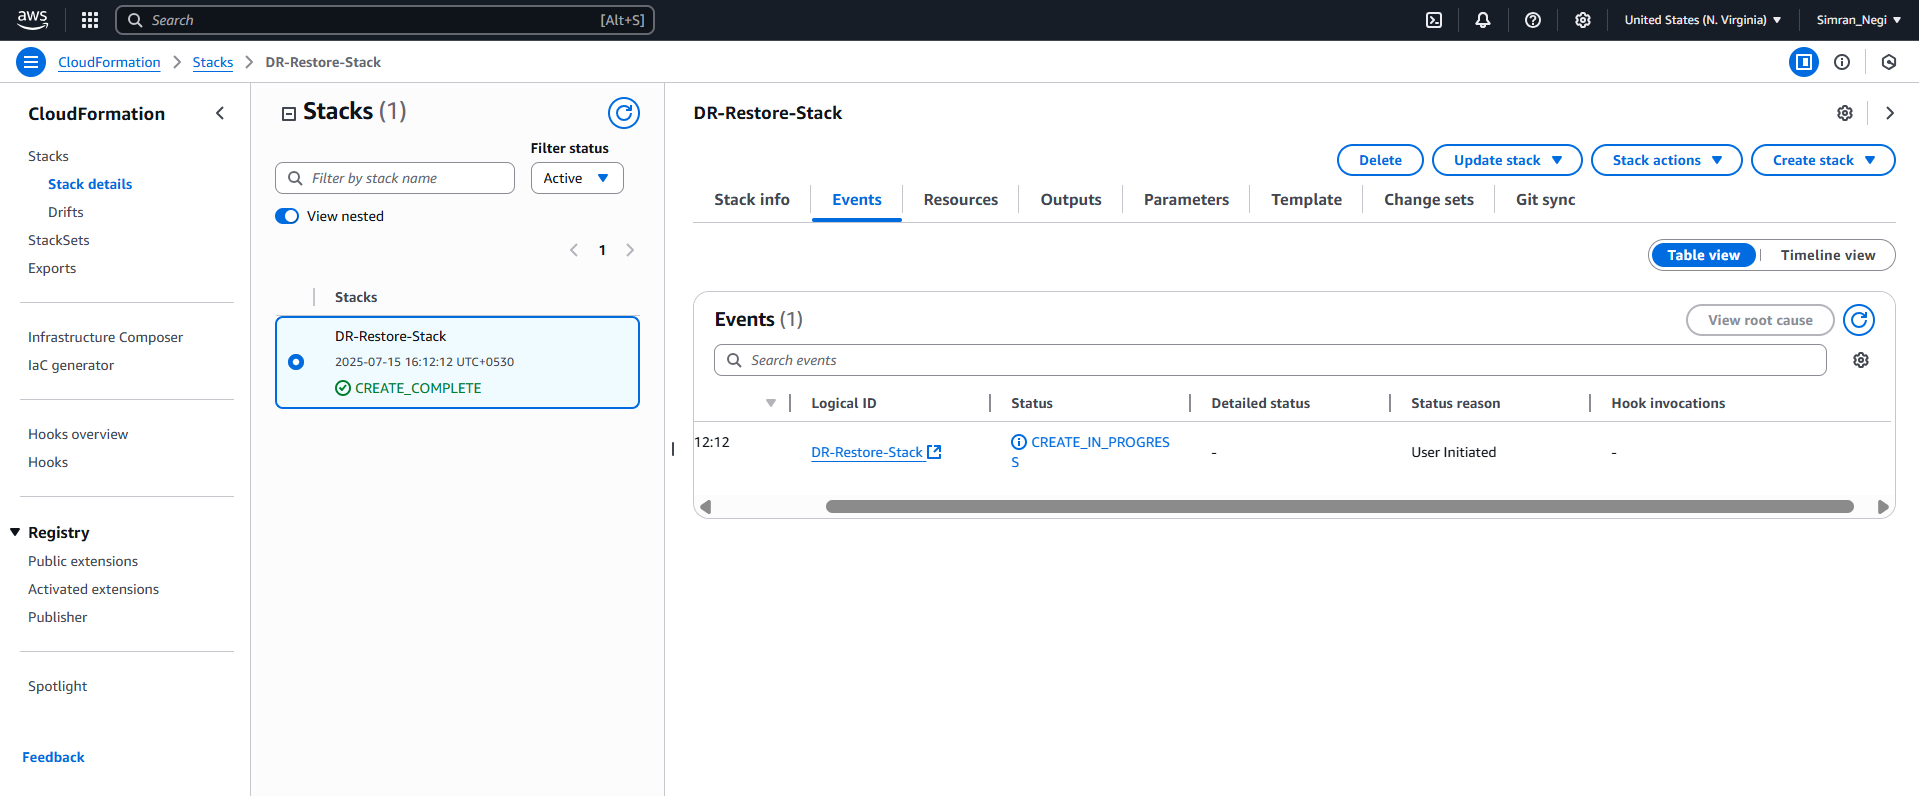 aws
Search
[Alt+S]
United States (N. Virginia)
Simran_Negi
CloudFormation
Stacks
DR-Restore-Stack
CloudFormation
Stacks
Stack details
Drifts
StackSets
Exports
Infrastructure Composer
IaC generator
Hooks overview
Hooks
Registry
Public extensions
Activated extensions
Publisher
Spotlight
Feedback
Stacks (1)
Filter status
Filter by stack name
Active
View nested
1
Stacks
DR-Restore-Stack
2025-07-15 16:12:12 UTC+0530
CREATE_COMPLETE
DR-Restore-Stack
Delete
Update stack
Stack actions
Create stack
Stack info
Events
Resources
Outputs
Parameters
Template
Change sets
Git sync
Table view
Timeline view
Events (1)
View root cause
Search events
Logical ID
Status
Detailed status
Status reason
Hook invocations
12:12
DR-Restore-Stack
CREATE_IN_PROGRES
S
-
User Initiated
-